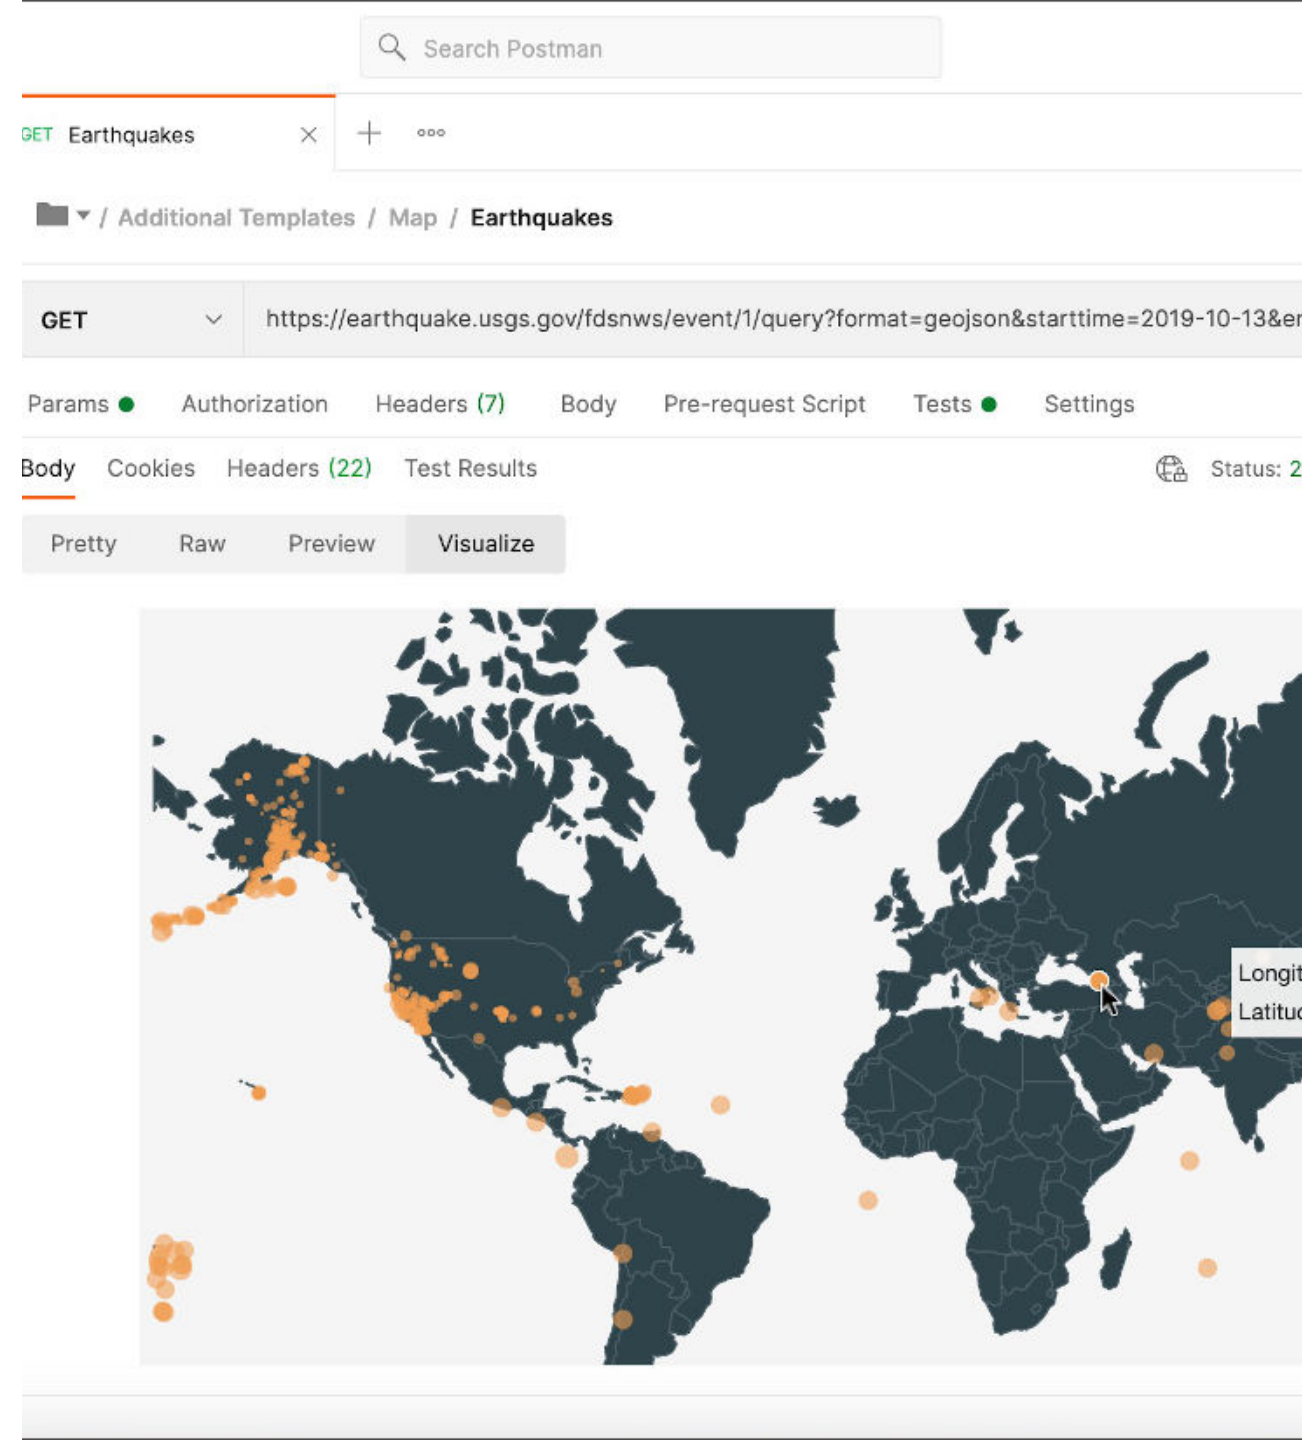 Search Postman
GET Earthquakes
/ Additional Templates / Map / Earthquakes
GET https://earthquake.usgs.gov/fdsnws/event/1/query?format=geojson&starttime=2019-10-13&er
Params Authorization Headers (7) Body Pre-request Script Tests Settings
Body Cookies Headers (22) Test Results Status: 2
Pretty Raw Preview Visualize
Longit
Latitud